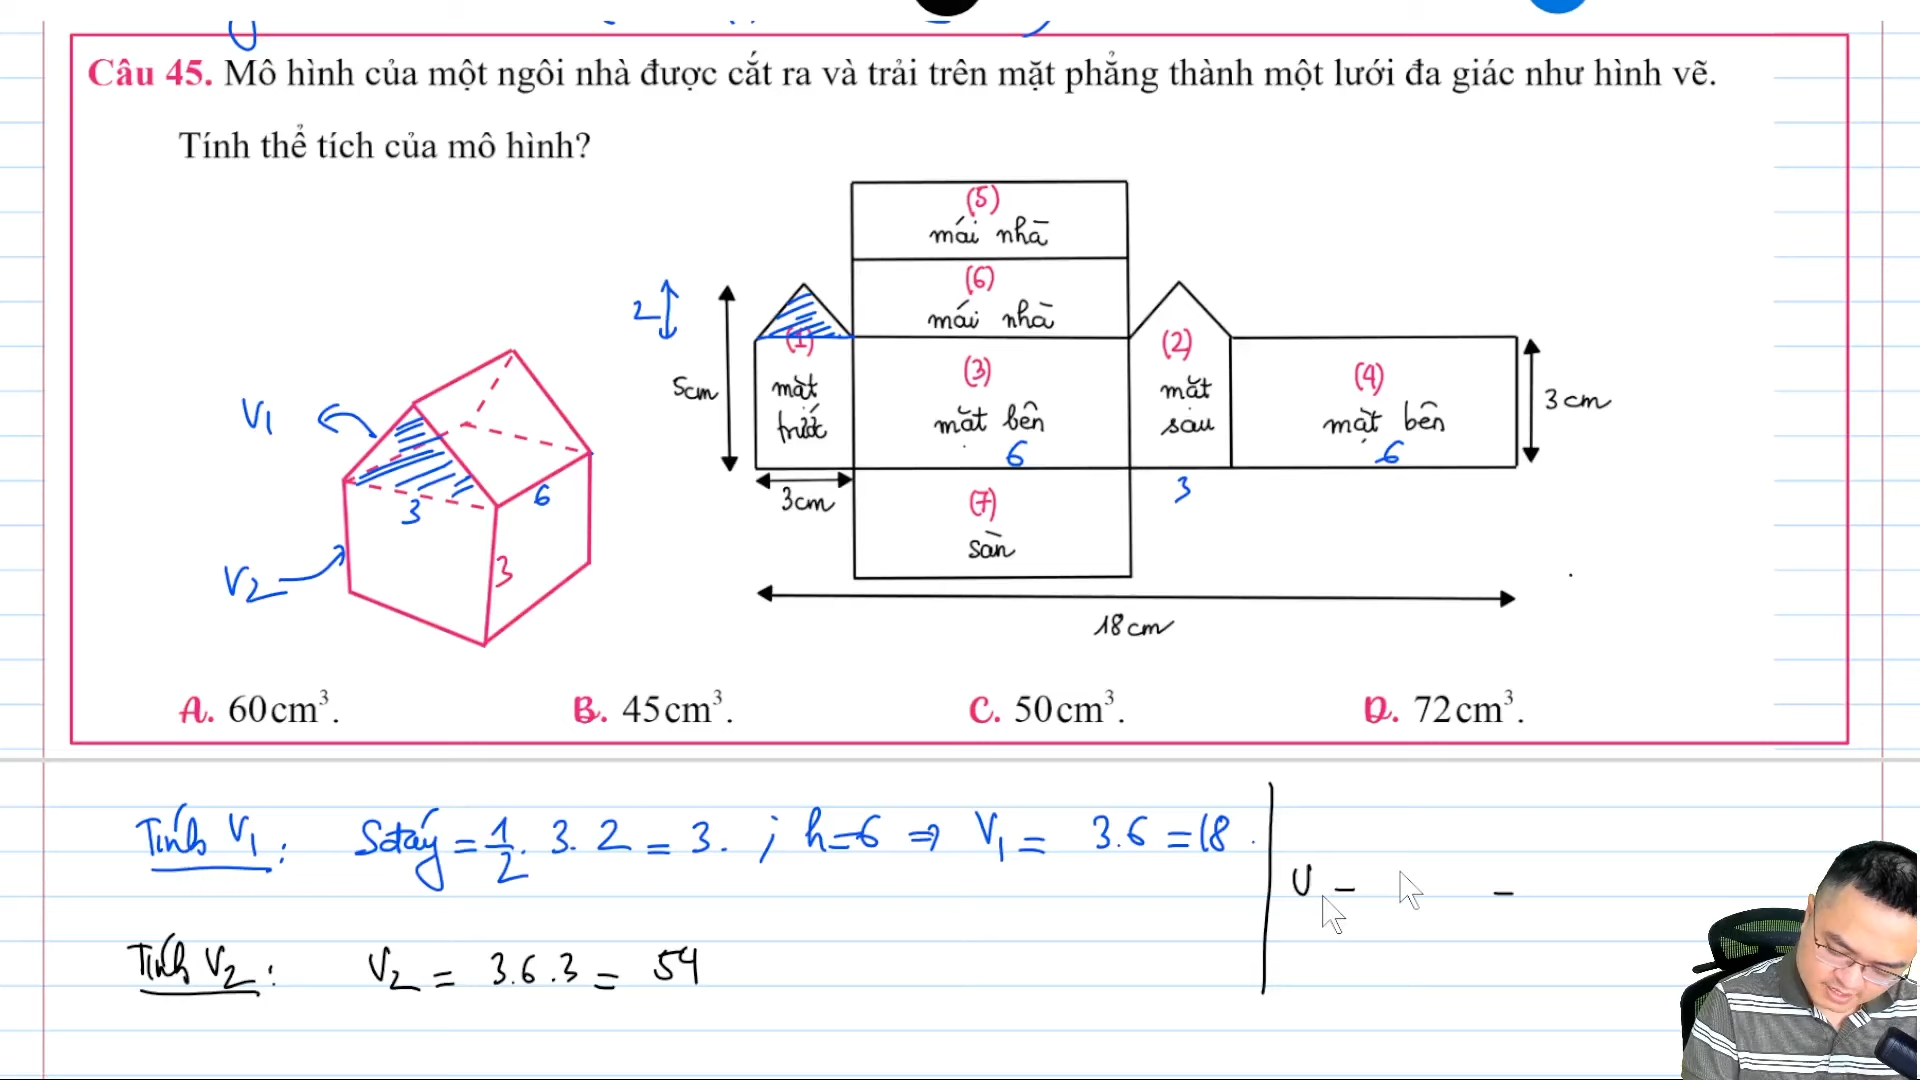 Câu 45. Mô hình của một ngôi nhà được cắt ra và trải trên mặt phẳng thành một lưới đa giác như hình vẽ.
Tính thể tích của mô hình?
(5)
mái nhà
(6)
mái nhà
2
(1)
mặt
trước
5cm
(3)
mặt bên
6
(2)
mặt
sau
(4)
mặt bên
6
3cm
3cm
3
(7)
sàn
18cm
V1
3
6
V2
3
A. 60cm³.
B. 45cm³.
C. 50cm³.
D. 72cm³.
Tính V1: Sđáy = 1/2 . 3. 2 = 3. ; h=6 ⇒ V1 = 3.6 = 18.
V =
Tính V2: V2 = 3.6.3 = 54